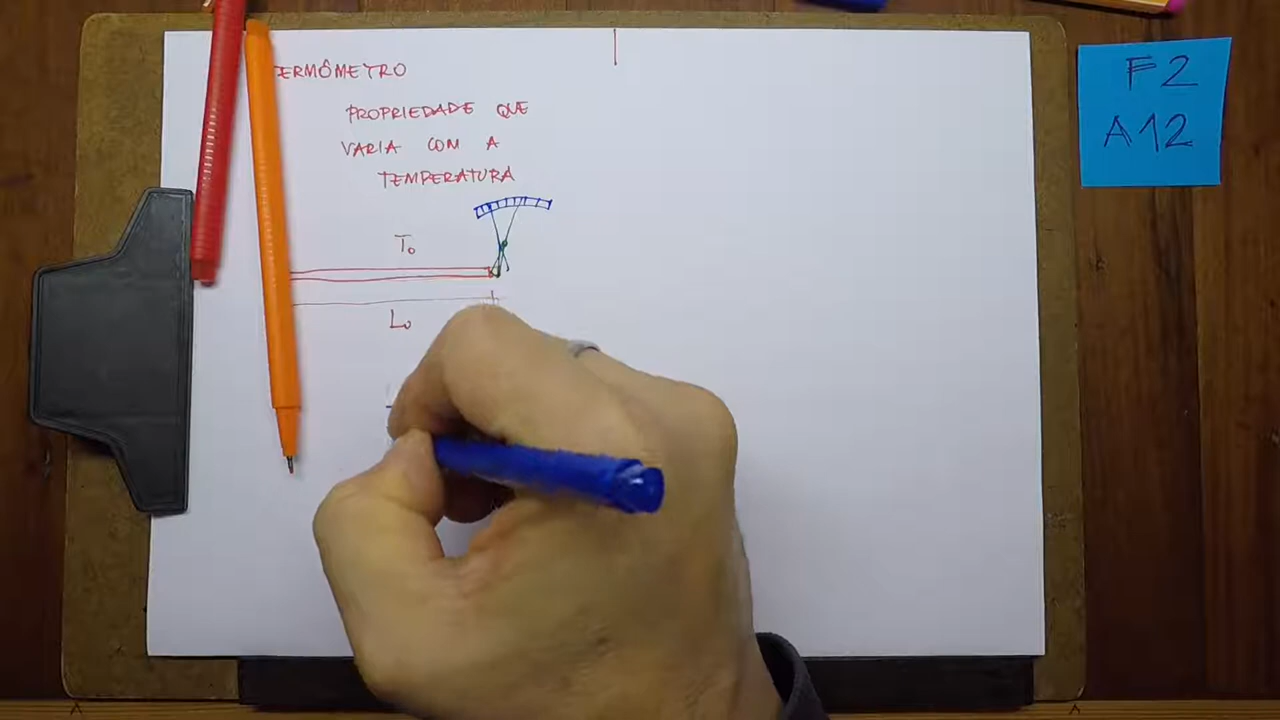 ERMÔMETRO
PROPRIEDADE QUE
VARIA COM A
TEMPERATURA
T₀
L₀
F2
A12